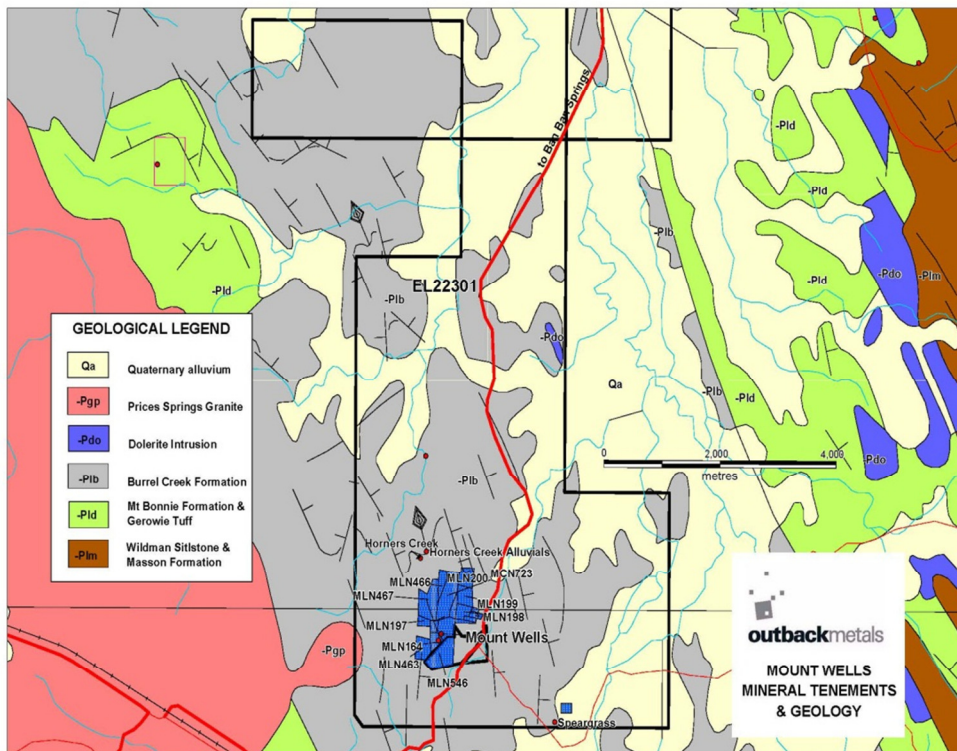 to Ban Ban Springs
-Pld
-Pld
-Plb
-Pld
-Pdo
-Plm
-Pld
EL22301
-Plb
-Pdo
GEOLOGICAL LEGEND
Qa Quaternary alluvium
-Pgp Prices Springs Granite
-Pdo Dolerite Intrusion
-Plb Burrel Creek Formation
-Pld Mt Bonnie Formation &
Gerowie Tuff
-Plm Wildman Sitlstone &
Masson Formation
Qa
-Plb
-Pld
0 2,000 4,000
metres
-Pdo
-Plb
Horners Creek
Horners Creek Alluvials
MLN466
MLN200
MCN723
MLN467
MLN199
MLN198
MLN197
Mount Wells
MLN164
-Pgp
MLN463
MLN546
Speargrass
outbackmetals
MOUNT WELLS
MINERAL TENEMENTS
& GEOLOGY